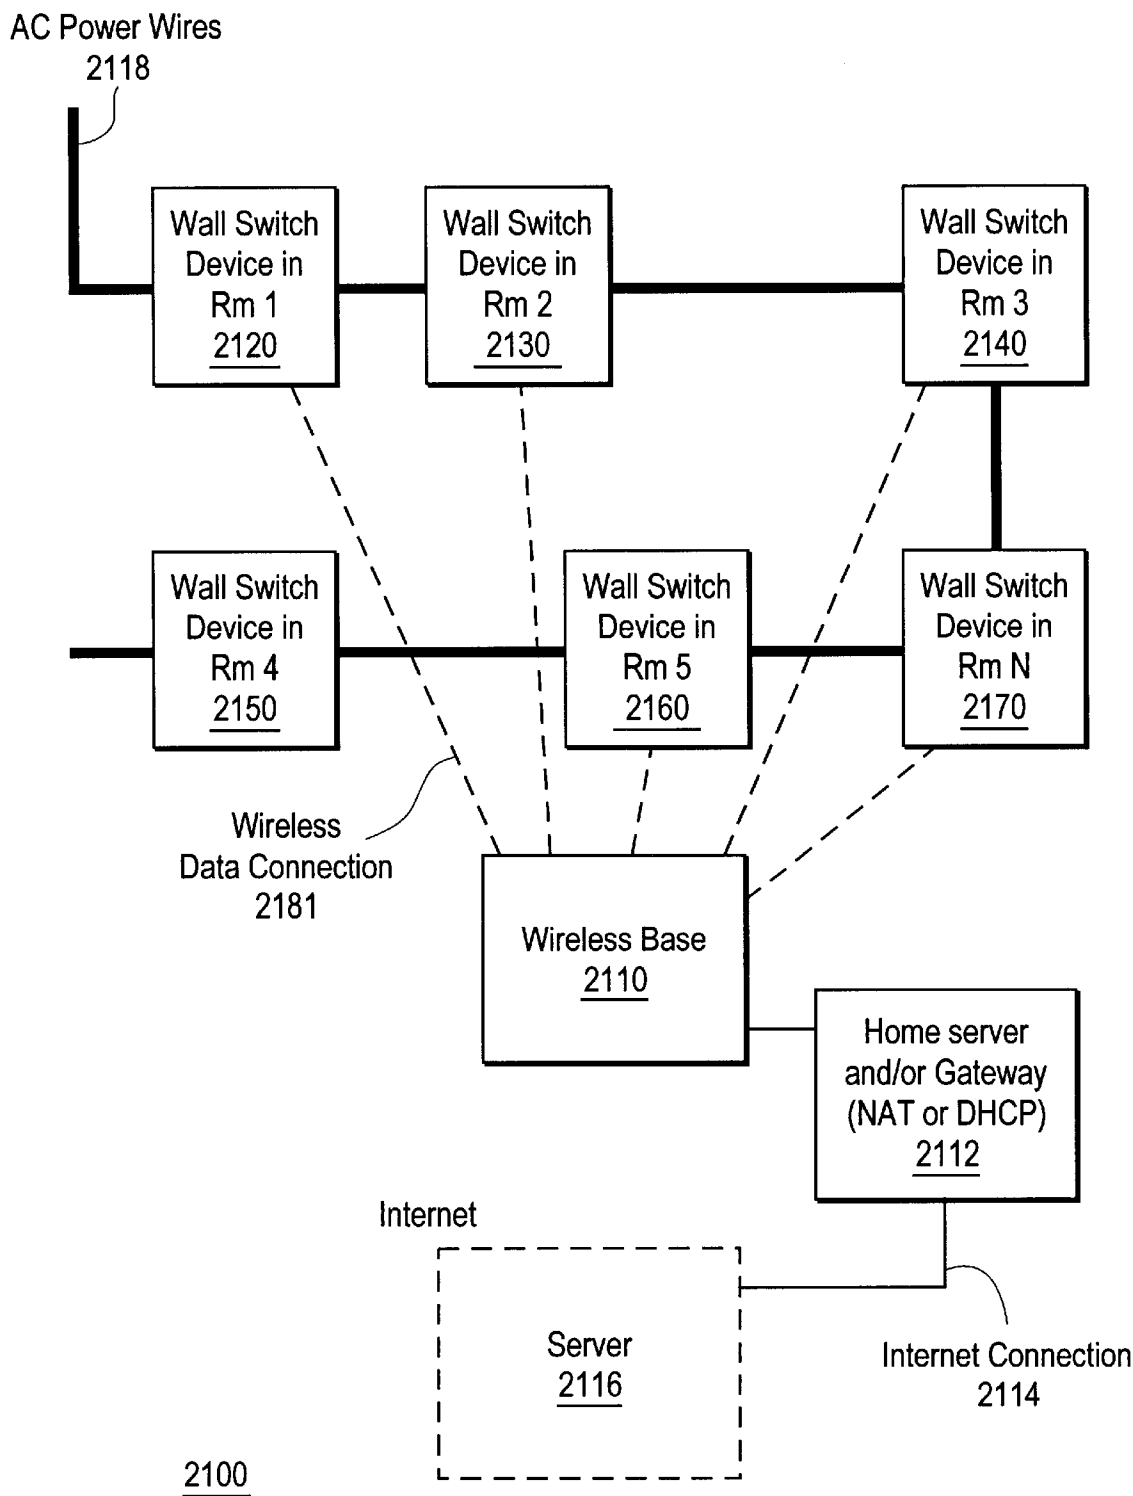 AC Power Wires
2118
Wall Switch
Device in
Rm 1
2120
Wall Switch
Device in
Rm 2
2130
Wall Switch
Device in
Rm 3
2140
Wall Switch
Device in
Rm 4
2150
Wall Switch
Device in
Rm 5
2160
Wall Switch
Device in
Rm N
2170
Wireless
Data Connection
2181
Wireless Base
2110
Home server
and/or Gateway
(NAT or DHCP)
2112
Internet
Server
2116
Internet Connection
2114
2100